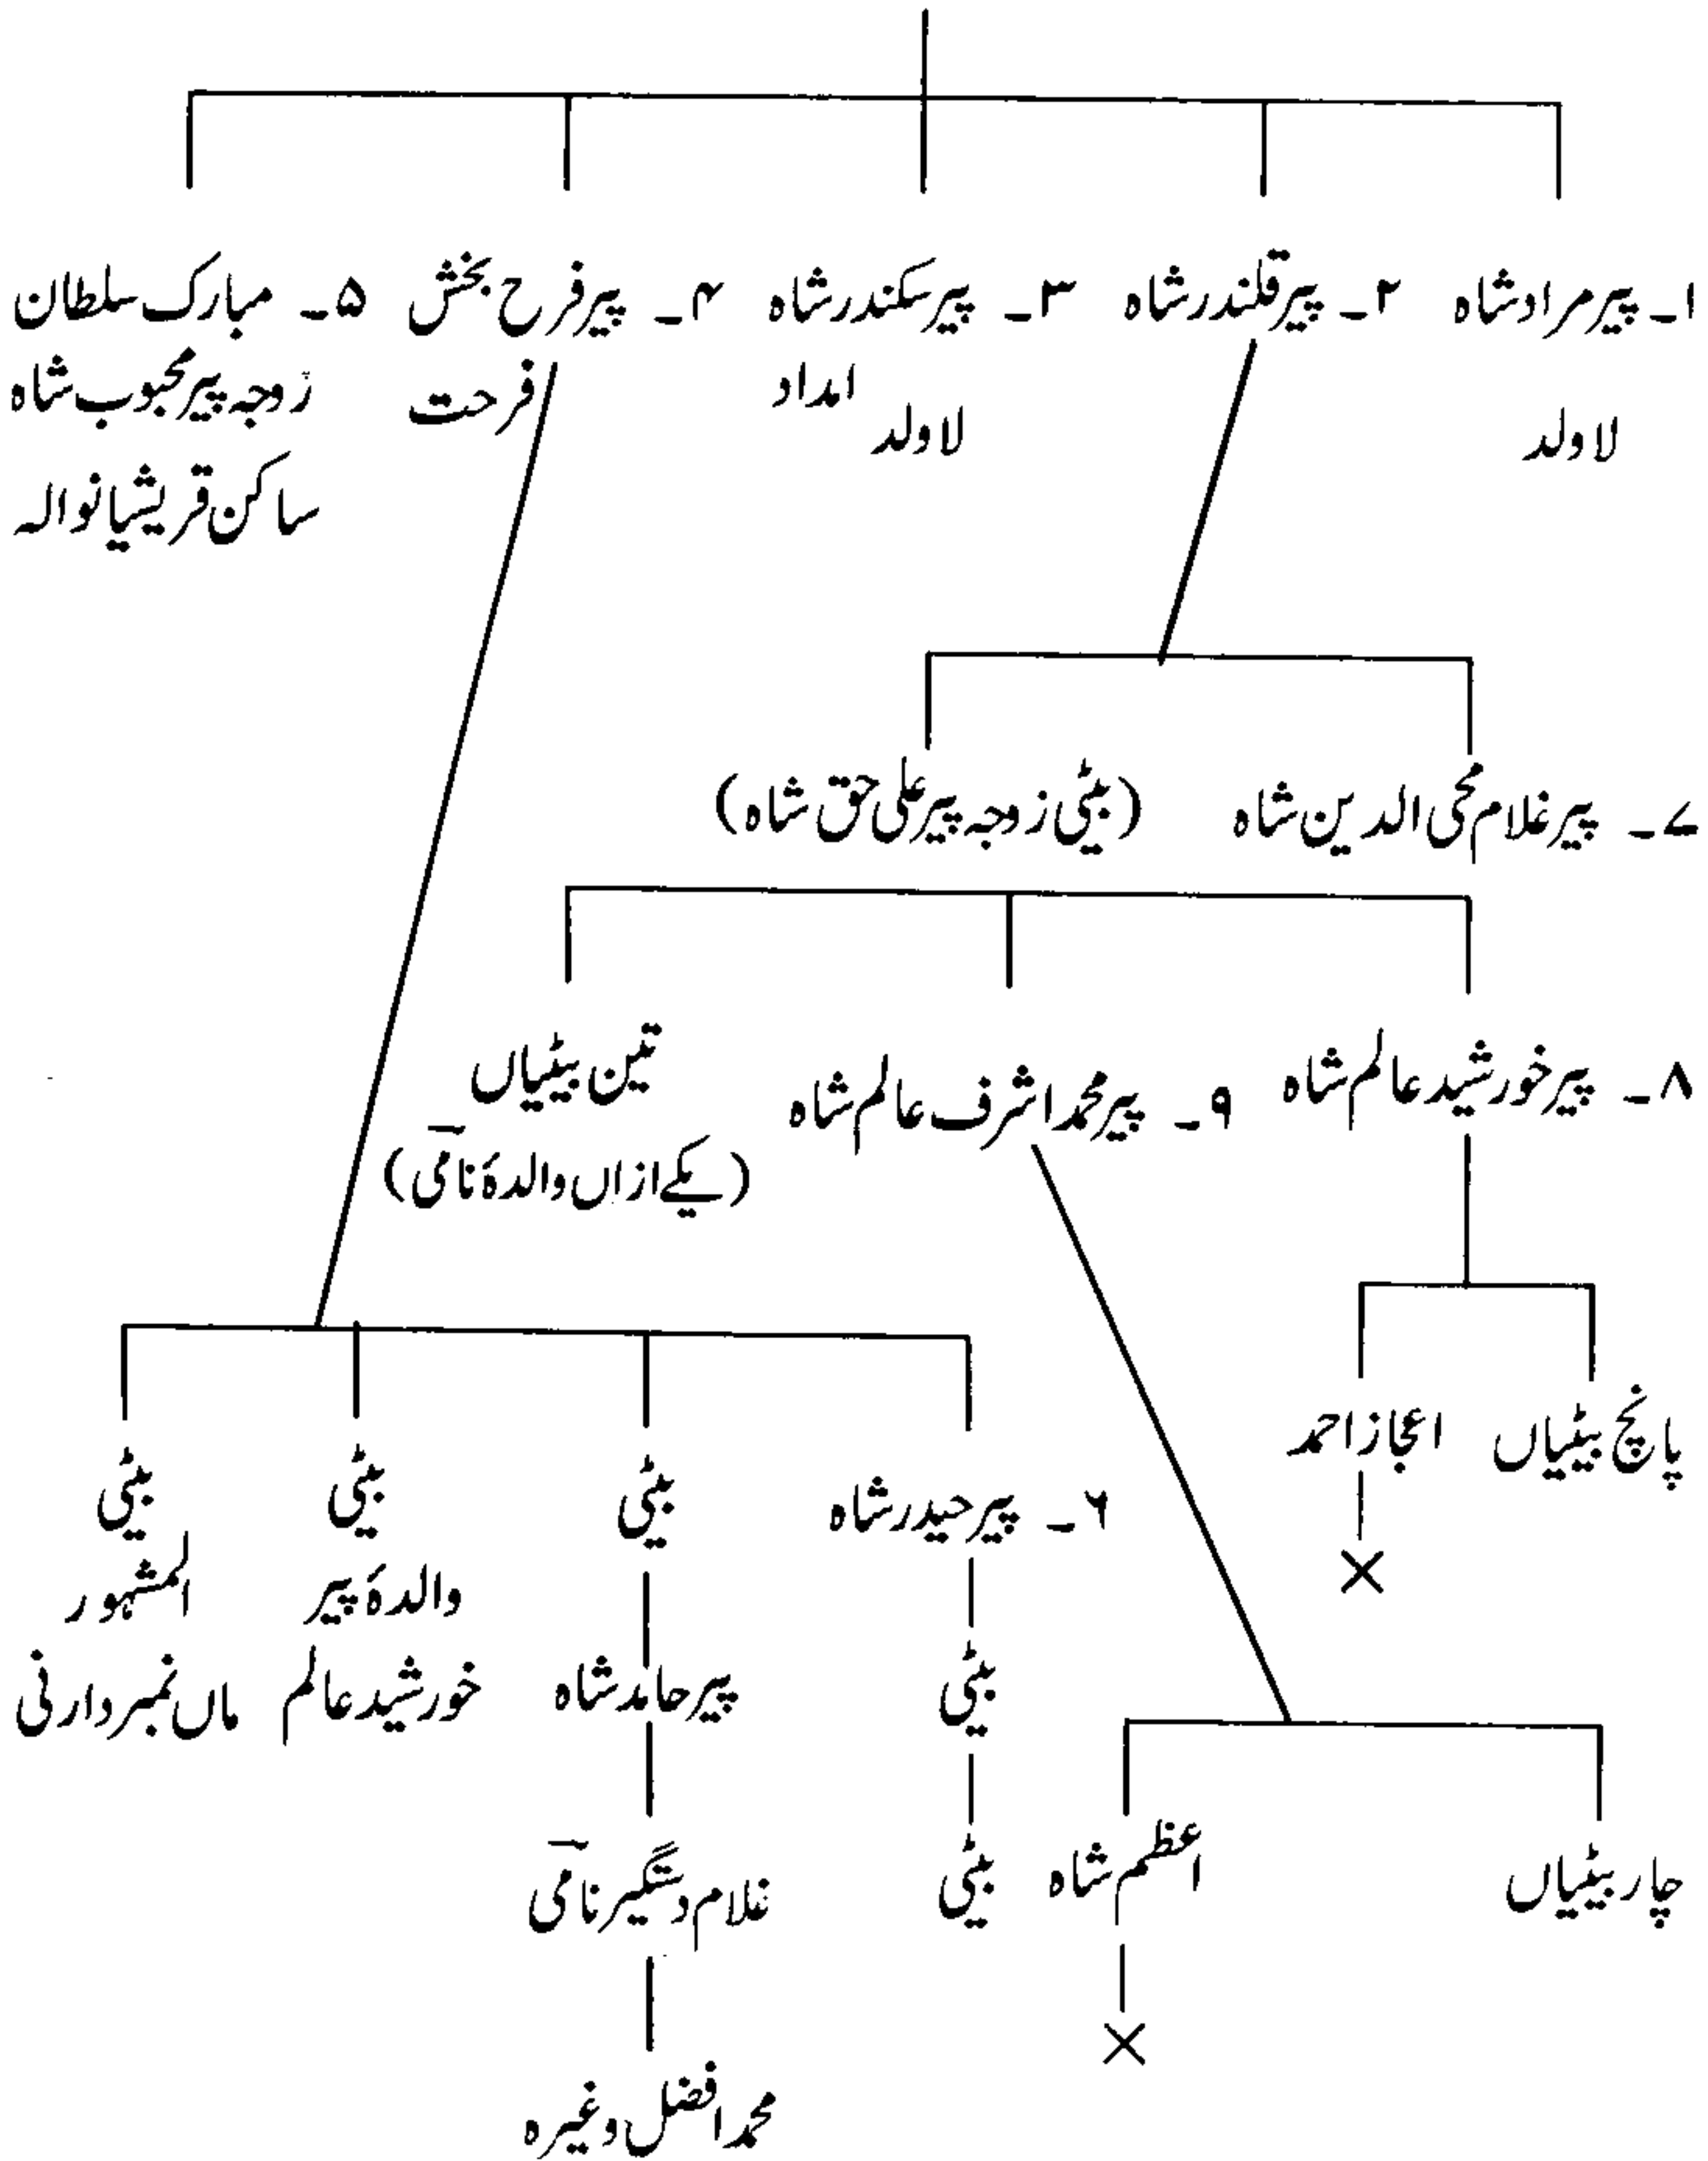 ۱۔ پیر مراد شاہ ۲۔ پیر قلندر شاہ ۳۔ پیر سکندر شاہ ۴۔ پیر فرح بخش ۵۔ مبارک سلطان
لاولد
امداد
لاولد
فرحت
زوجہ پیر محبوب شاہ
ساکن قریشیانوالہ
۷۔ پیر غلام محی الدین شاہ (بیٹی زوجہ پیر علی حق شاہ)
۸۔ پیر خورشید عالم شاہ ۹۔ پیر محمد اشرف عالم شاہ تین بیٹیاں
(یکے ازاں والدۂ نامی)
پانچ بیٹیاں اعجاز احمد
×
۶۔ پیر حیدر شاہ بیٹی بیٹی بیٹی
والدۂ پیر المشہور
بیٹی پیر حامد شاہ خورشید عالم ماں نمبردارنی
چار بیٹیاں اعظم شاہ بیٹی غلام دستگیر نامی
×
محمد افضل وغیرہ